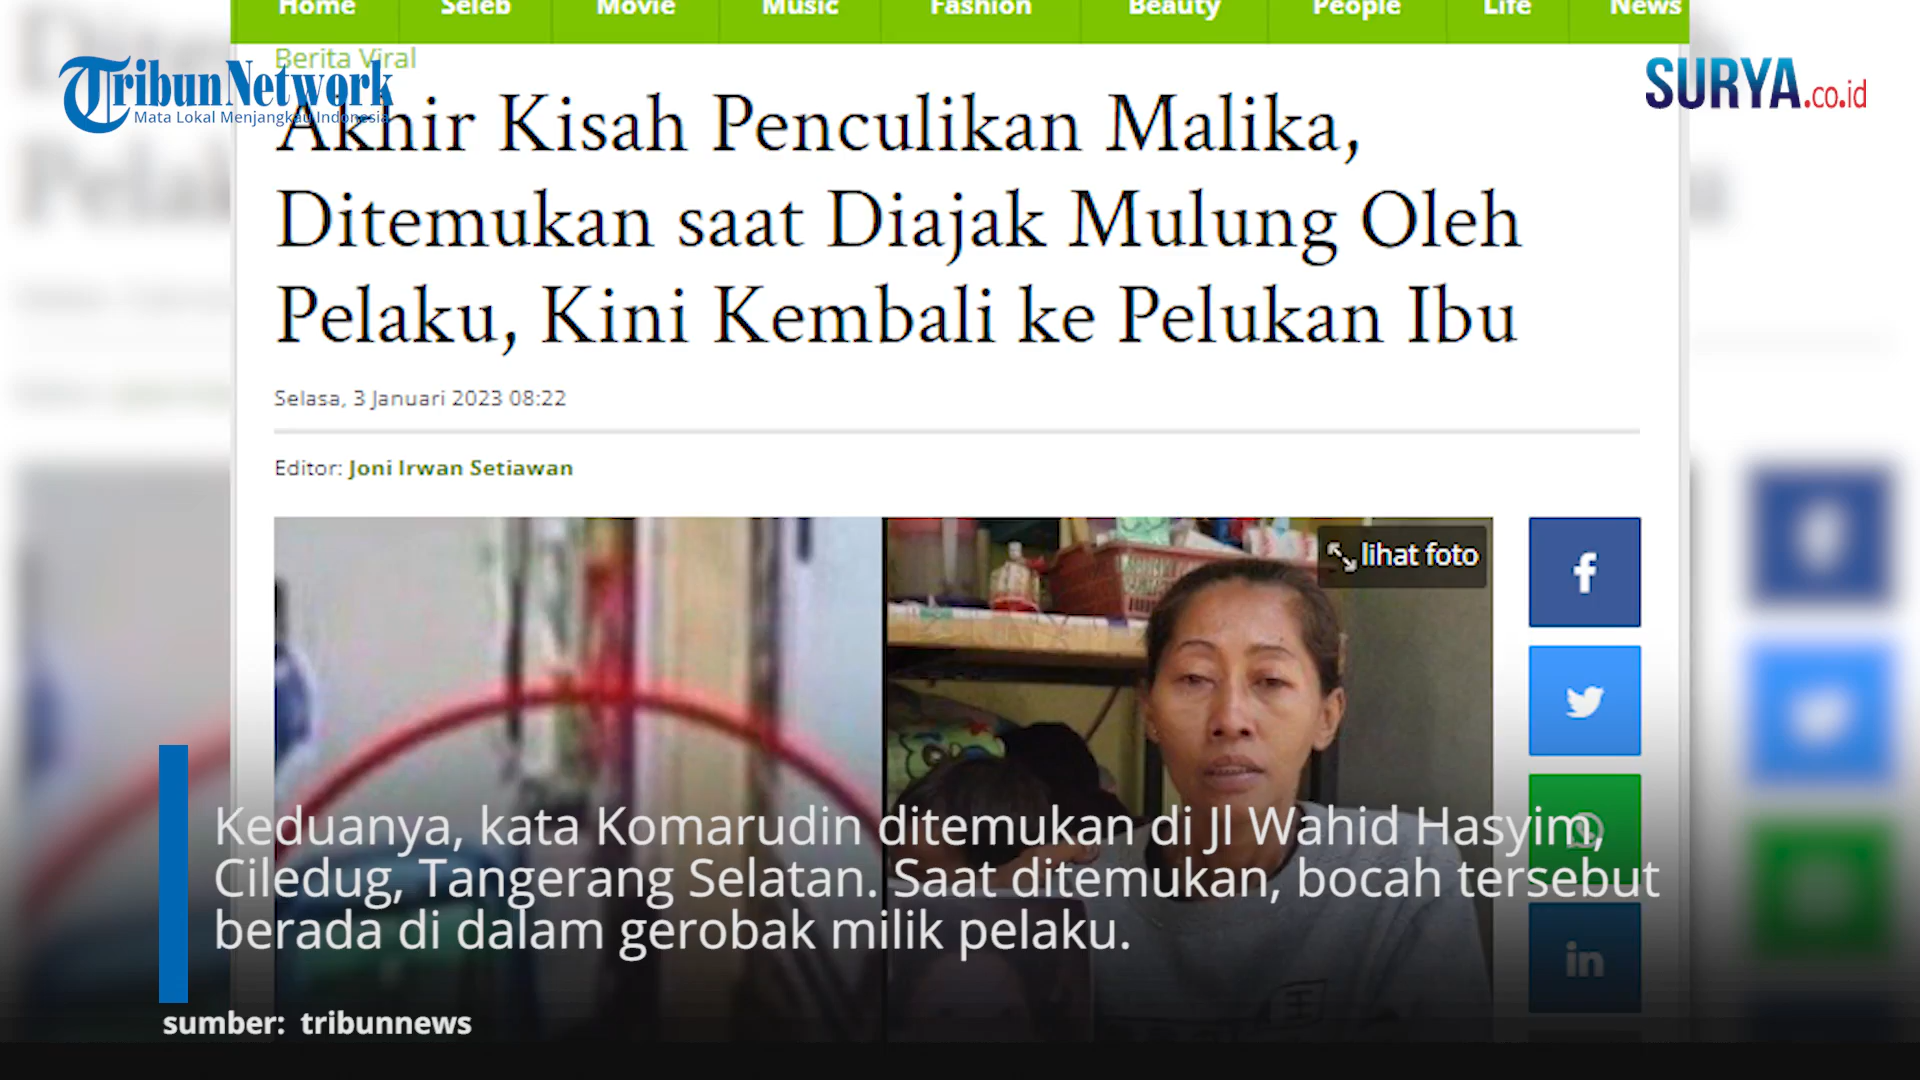 Home Seleb Movie Music Fashion Beauty People Life News
Berita Viral
TribunNetwork
Mata Lokal Menjangkau Indonesia
SURYA.co.id
Akhir Kisah Penculikan Malika,
Ditemukan saat Diajak Mulung Oleh
Pelaku, Kini Kembali ke Pelukan Ibu
Selasa, 3 Januari 2023 08:22
Editor: Joni Irwan Setiawan
lihat foto
Keduanya, kata Komarudin ditemukan di Jl Wahid Hasyim,
Ciledug, Tangerang Selatan. Saat ditemukan, bocah tersebut
berada di dalam gerobak milik pelaku.
sumber: tribunnews